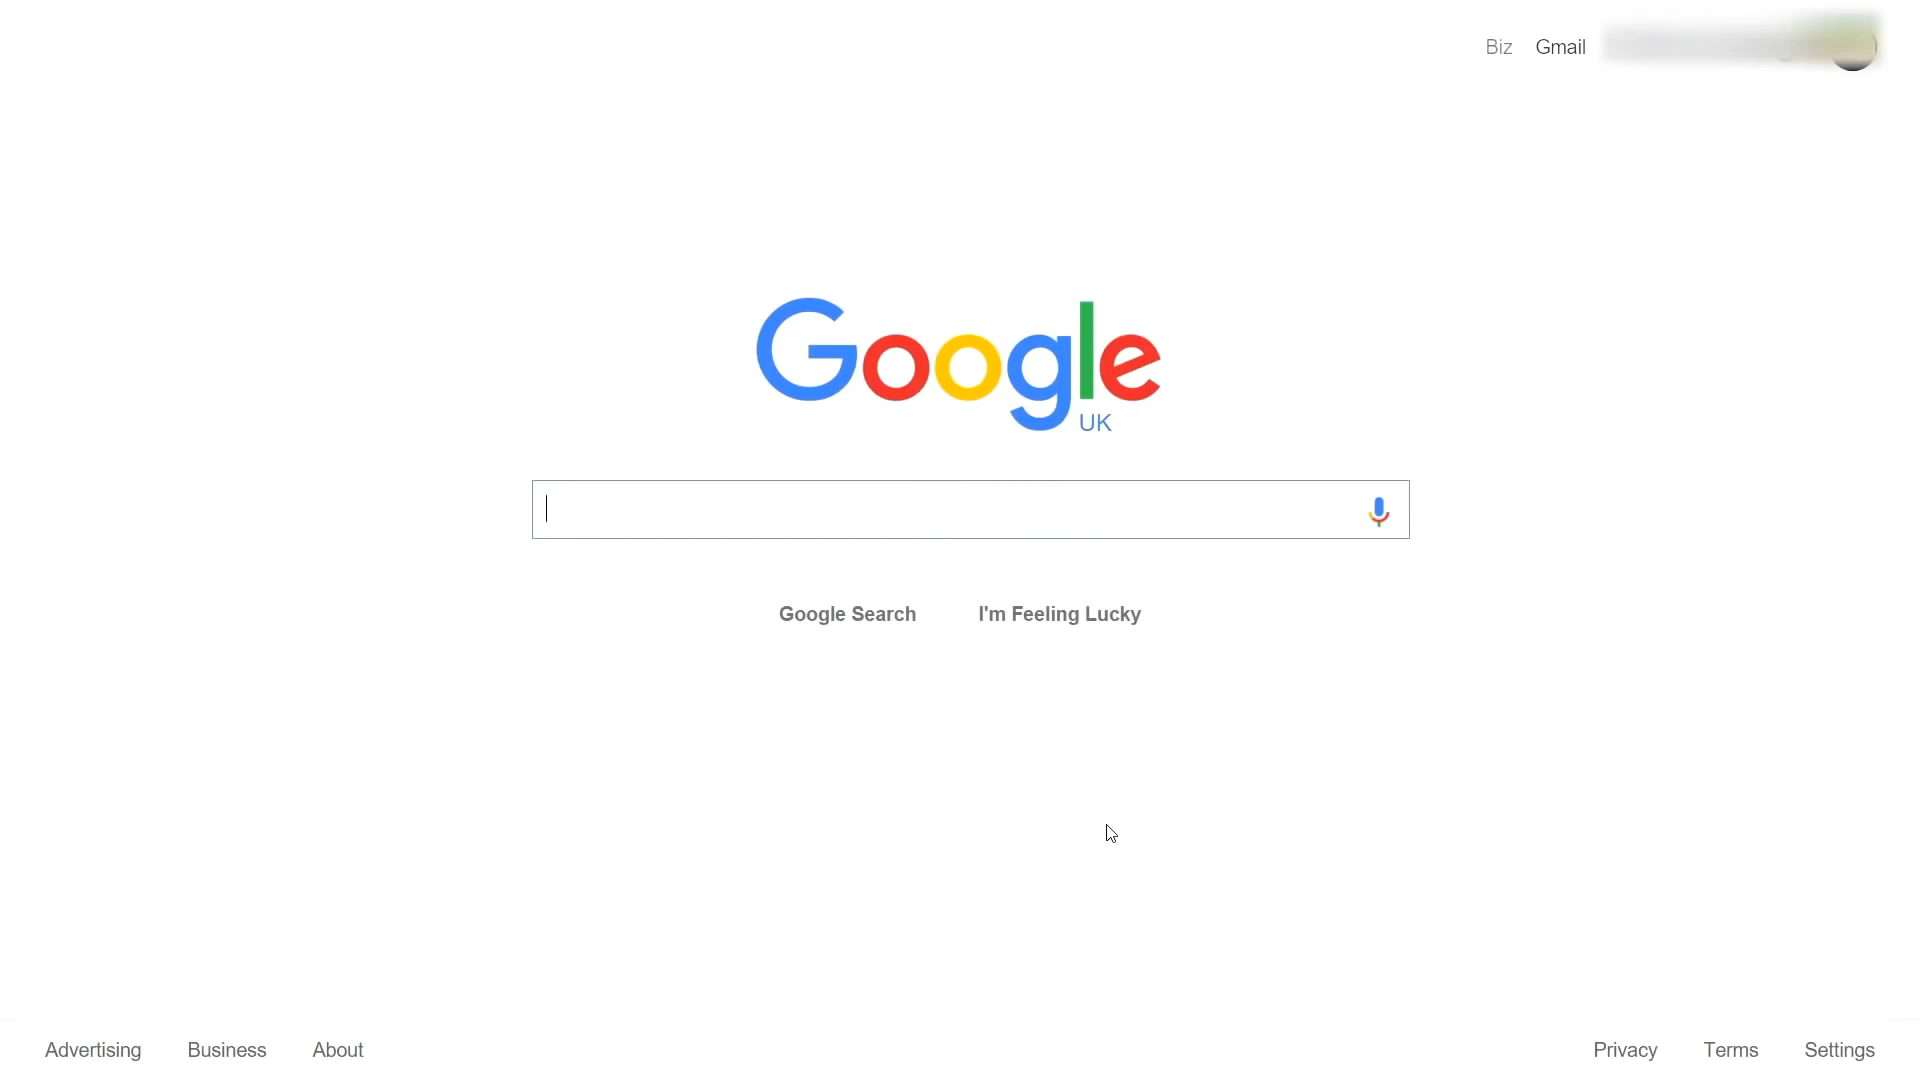 Biz Gmail
Google
UK
Google Search I'm Feeling Lucky
Advertising Business About Privacy Terms Settings